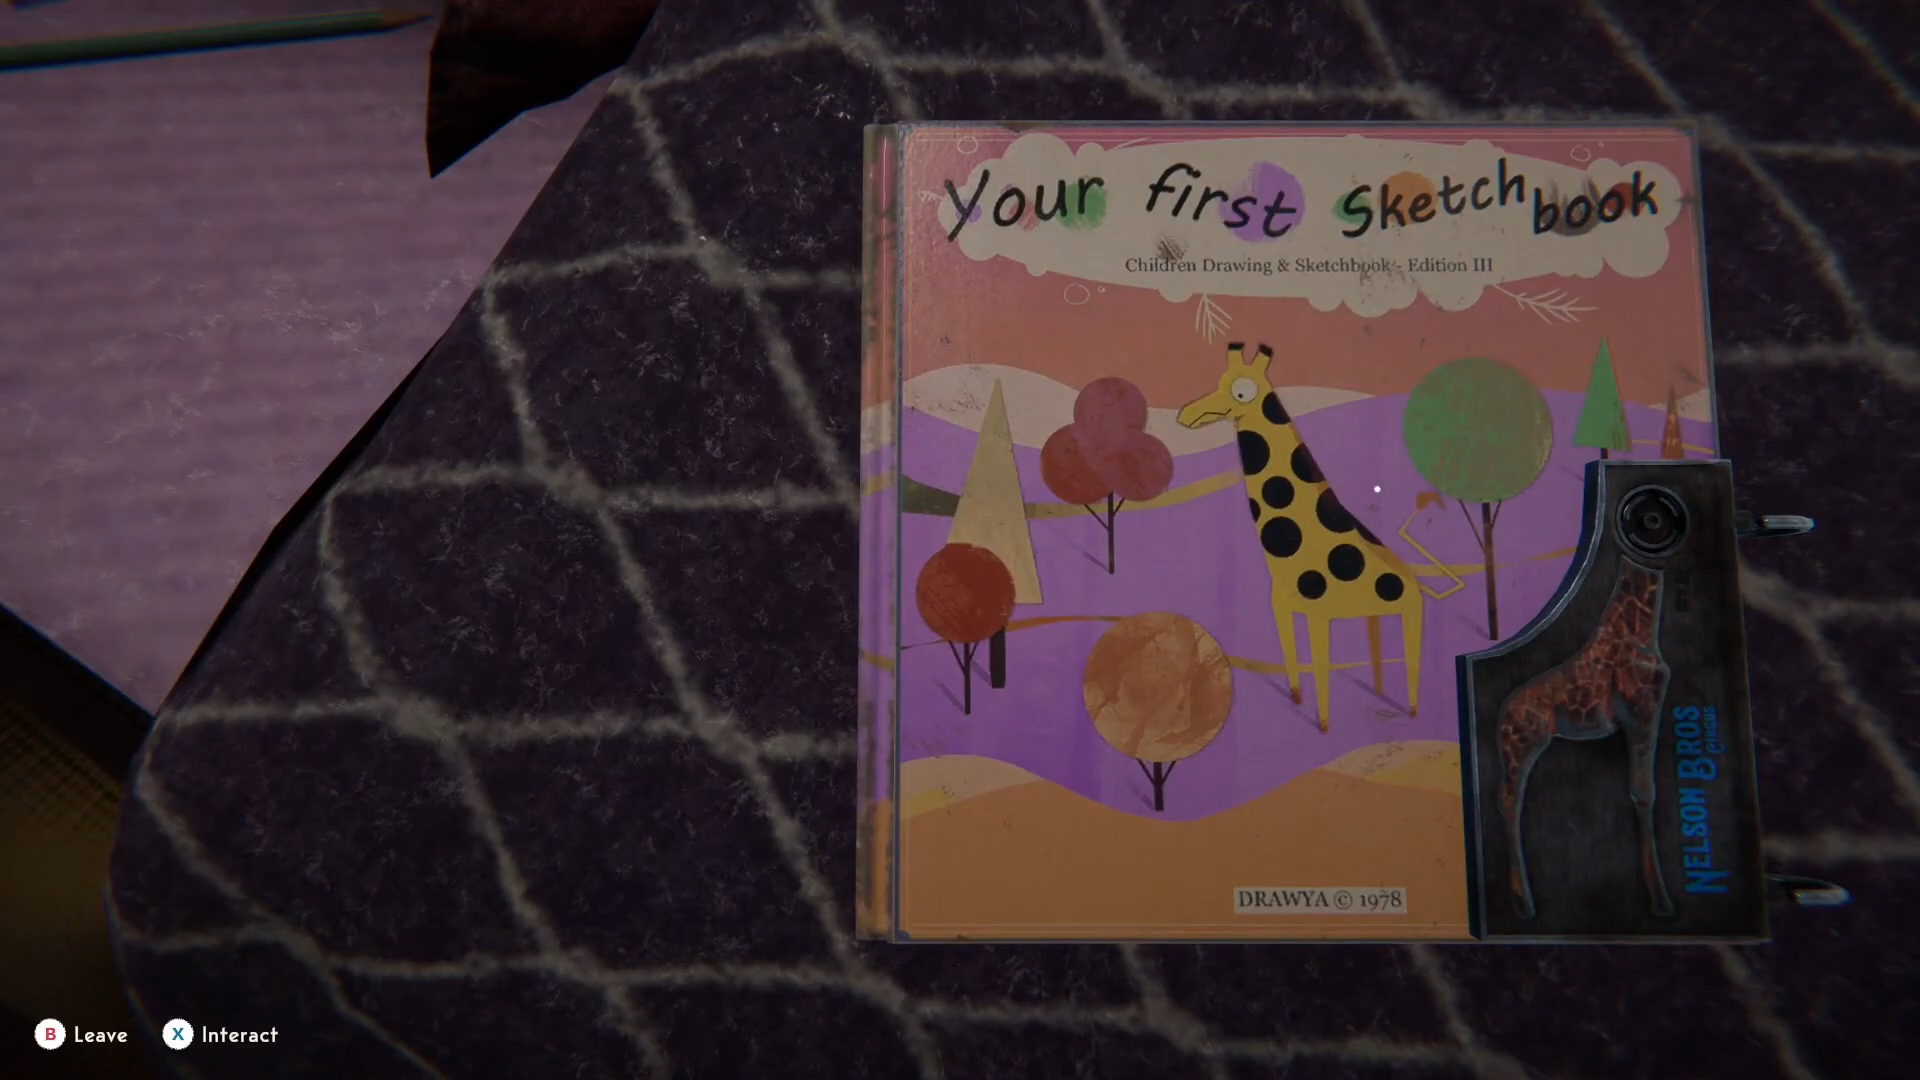 Your first Sketchbook
Children Drawing & Sketchbook - Edition III
NELSON BROS
CIRCUS
DRAWYA © 1978
B Leave
X Interact